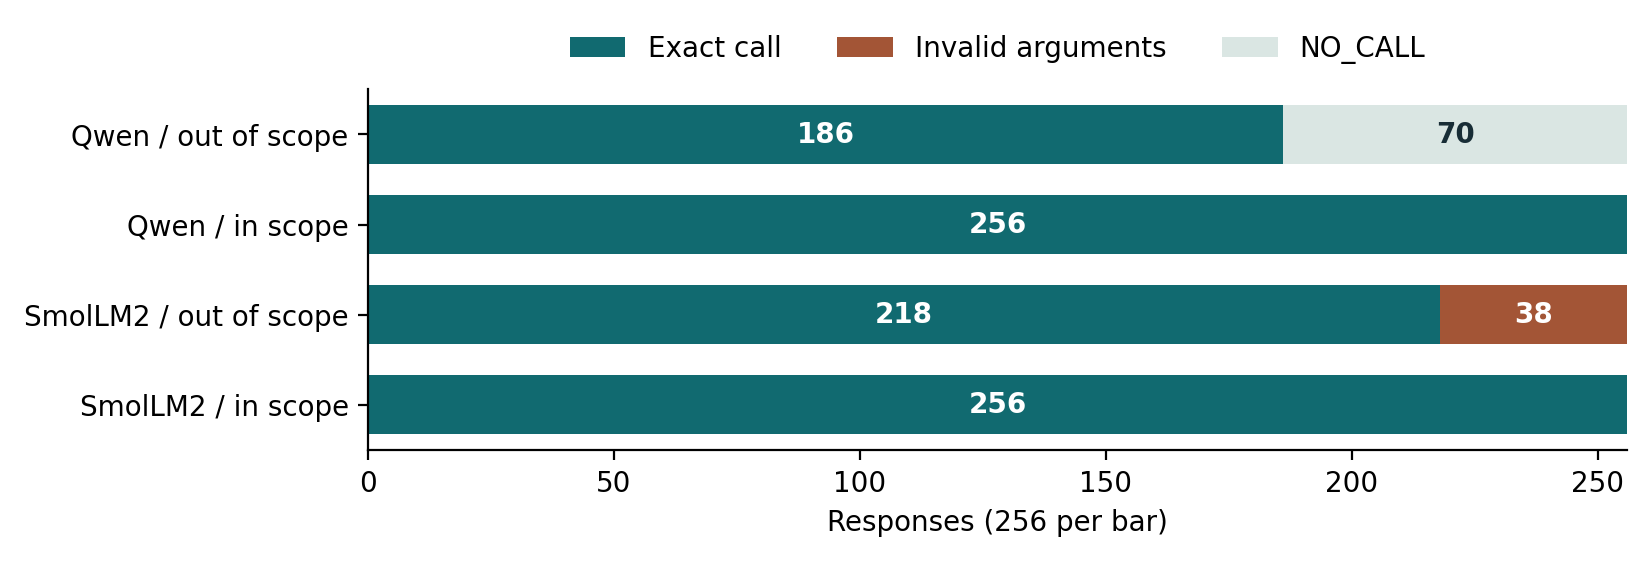 Exact call Invalid arguments NO_CALL
Qwen / out of scope 186 70
Qwen / in scope 256
SmolLM2 / out of scope 218 38
SmolLM2 / in scope 256
0 50 100 150 200 250
Responses (256 per bar)